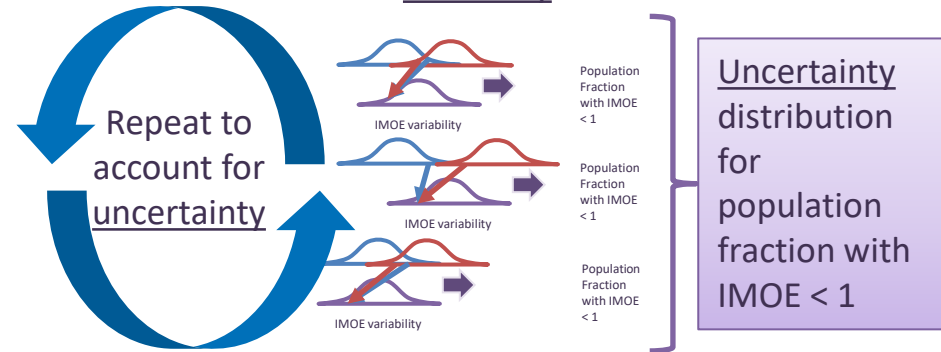 Repeat to
account for
uncertainty
IMOE variability
Population
Fraction
with IMOE
< 1
IMOE variability
Population
Fraction
with IMOE
< 1
IMOE variability
Population
Fraction
with IMOE
< 1
Uncertainty
distribution
for
population
fraction with
IMOE < 1